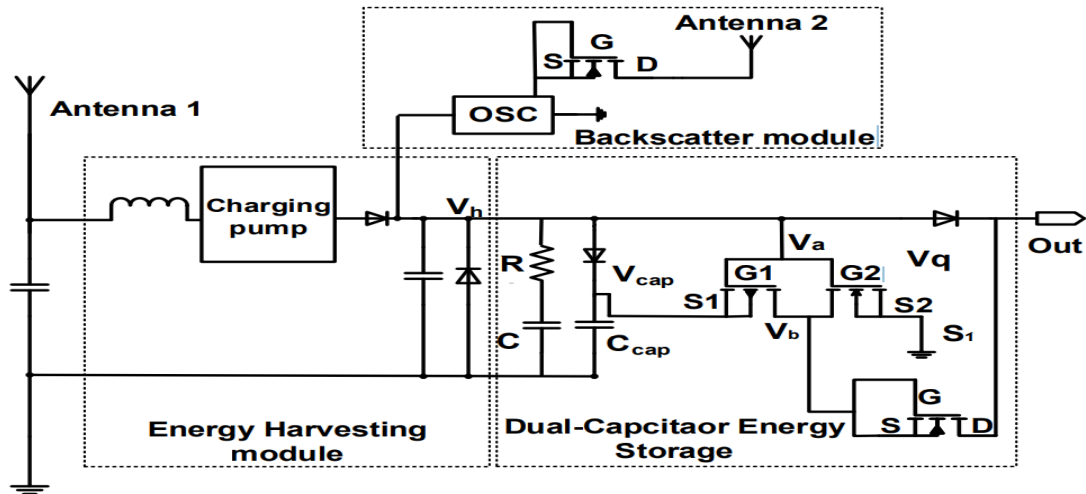 Antenna 2
G
S
D
Antenna 1
OSC
Backscatter module
Charging
pump
Vh
Va
Vq
Out
R
Vcap
G1
G2
S1
S2
C
Ccap
Vb
S1
G
S
D
Energy Harvesting
module
Dual-Capcitaor Energy
Storage